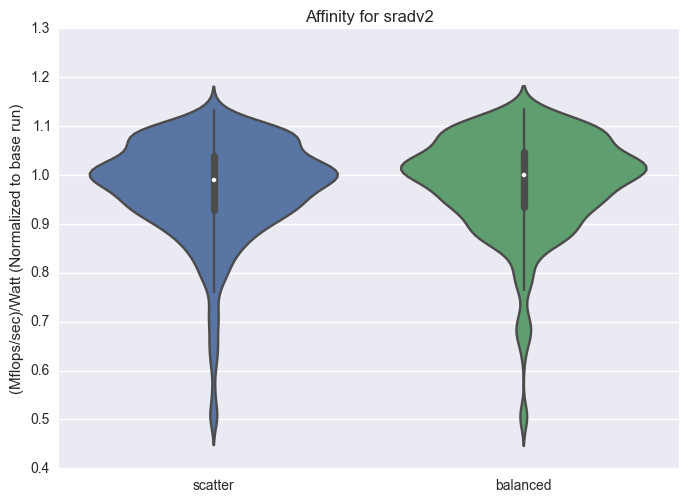 Affinity for sradv2
(Mflops/sec)/Watt (Normalized to base run)
1.3
1.2
1.1
1.0
0.9
0.8
0.7
0.6
0.5
0.4
scatter
balanced